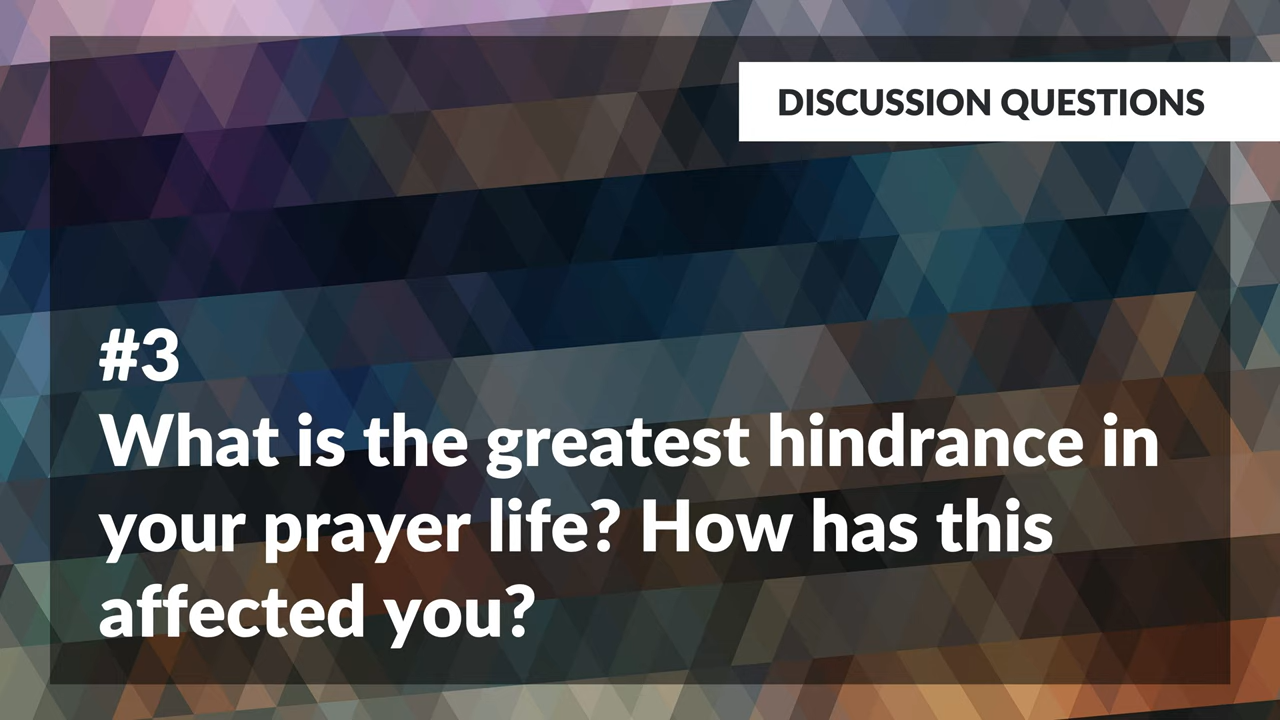 DISCUSSION QUESTIONS
#3
What is the greatest hindrance in
your prayer life? How has this
affected you?